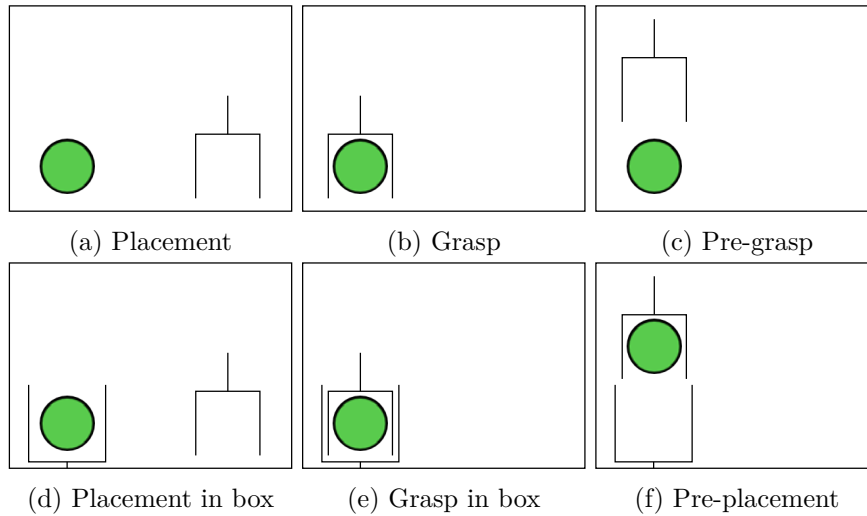 (a) Placement
(b) Grasp
(c) Pre-grasp
(d) Placement in box
(e) Grasp in box
(f) Pre-placement